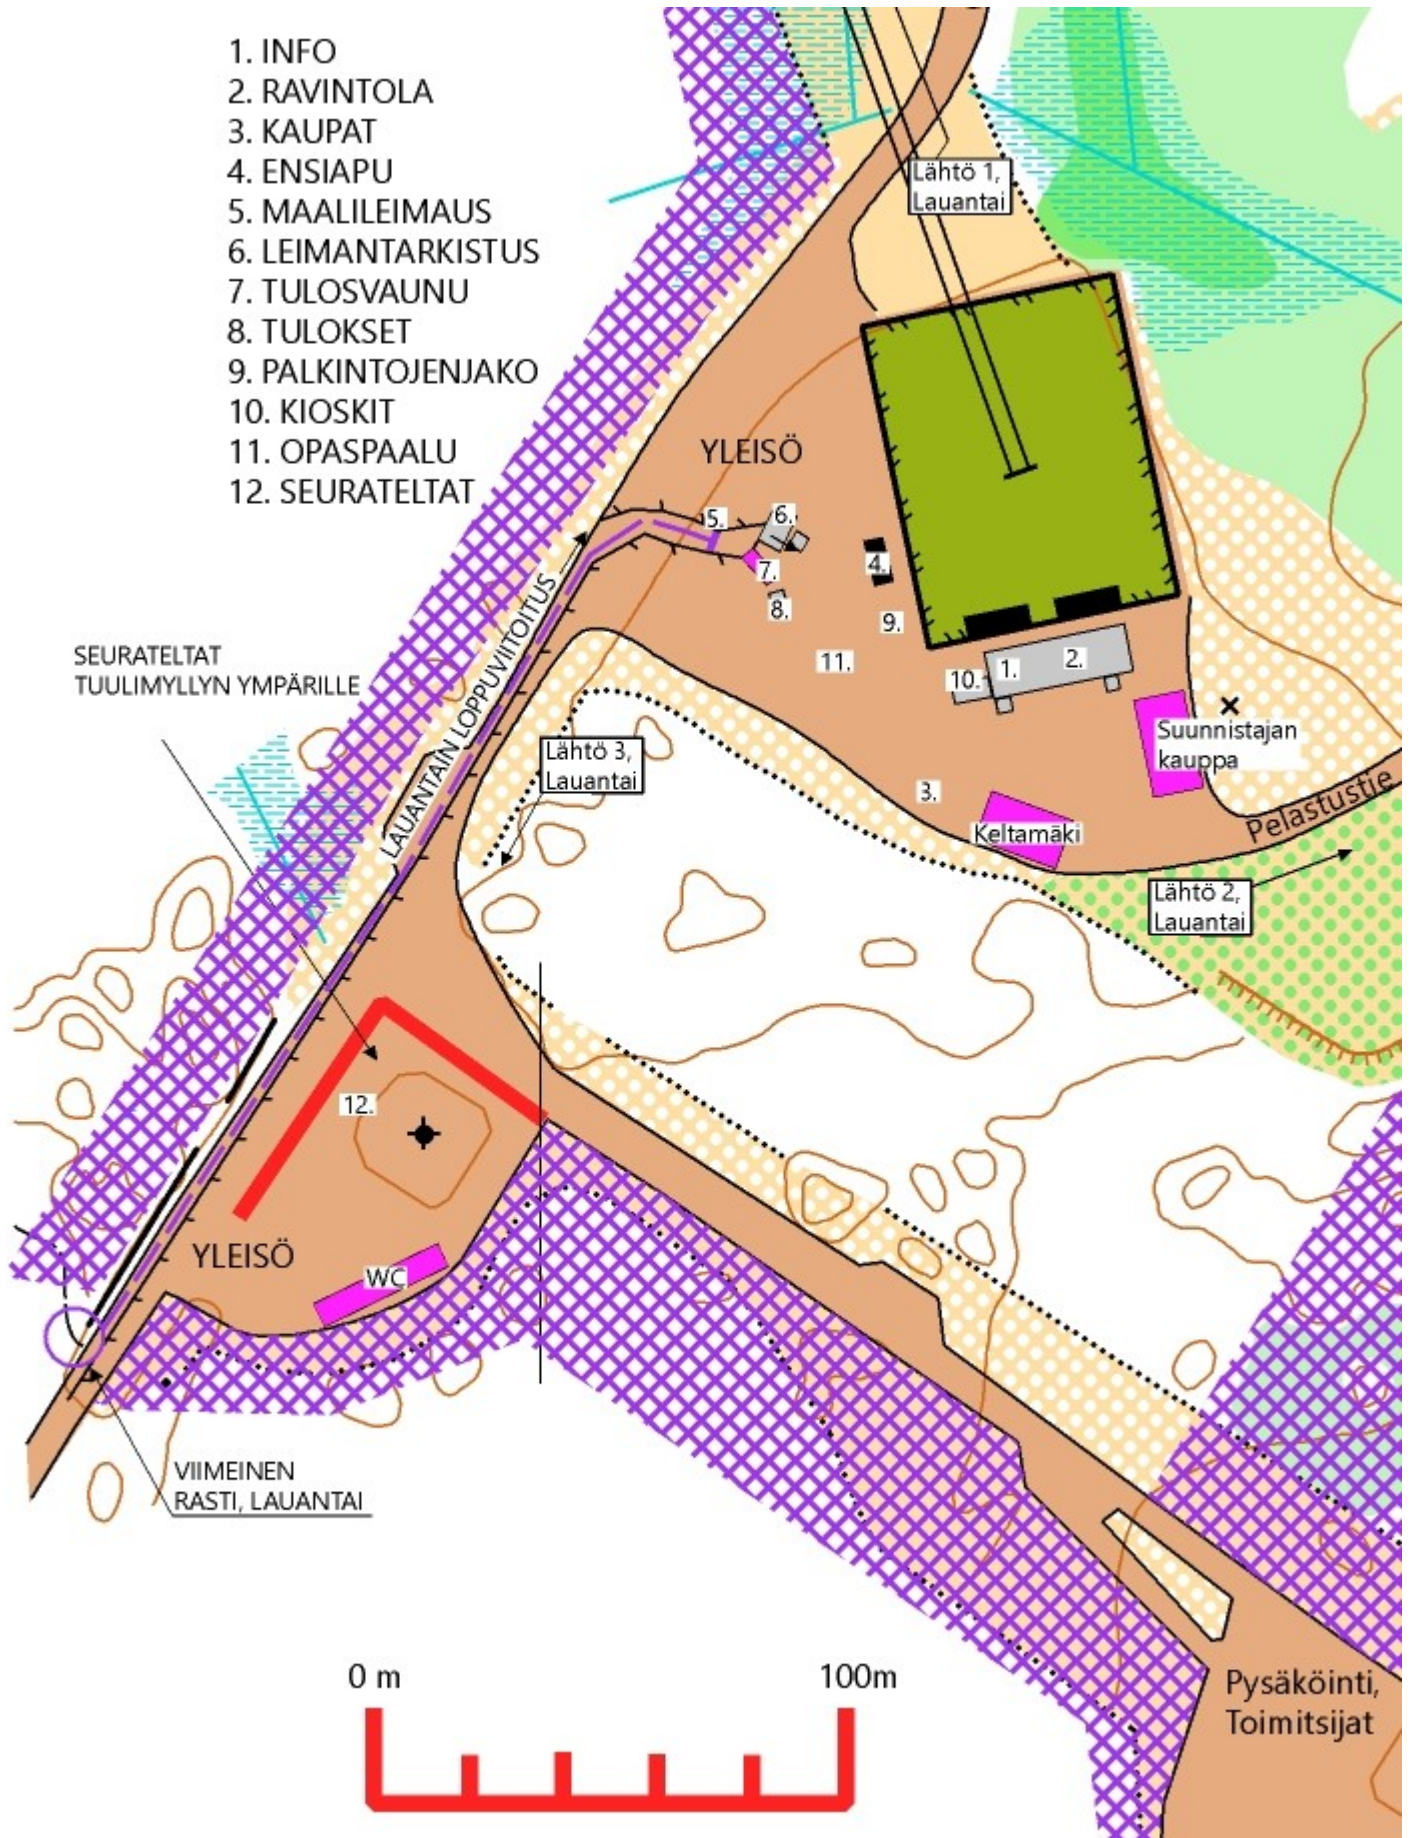 1. INFO
2. RAVINTOLA
3. KAUPAT
4. ENSIAPU
5. MAALILEIMAUS
6. LEIMANTARKISTUS
7. TULOSVAUNU
8. TULOKSET
9. PALKINTOJENJAKO
10. KIOSKIT
11. OPASPAALU
12. SEURATELTAT
Lähtö 1,
Lauantai
YLEISÖ
5.
6.
7.
8.
4.
9.
11.
10.
1.
2.
LAUANTAIN LOPPUVIITOITUS
SEURATELTAT
TUULIMYLLYN YMPÄRILLE
Lähtö 3,
Lauantai
Suunnistajan
kauppa
3.
Keltamäki
Pelastustie
Lähtö 2,
Lauantai
12.
YLEISÖ
WC
VIIMEINEN
RASTI, LAUANTAI
0 m
100m
Pysäköinti,
Toimitsijat